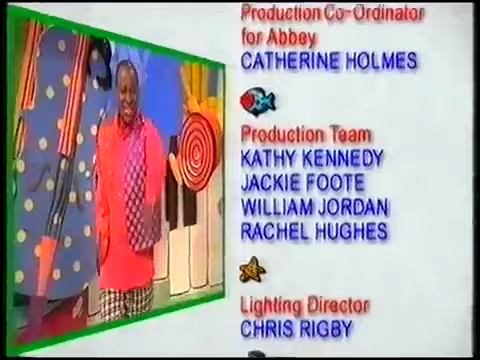 Production Co-Ordinator
for Abbey
CATHERINE HOLMES
Production Team
KATHY KENNEDY
JACKIE FOOTE
WILLIAM JORDAN
RACHEL HUGHES
Lighting Director
CHRIS RIGBY